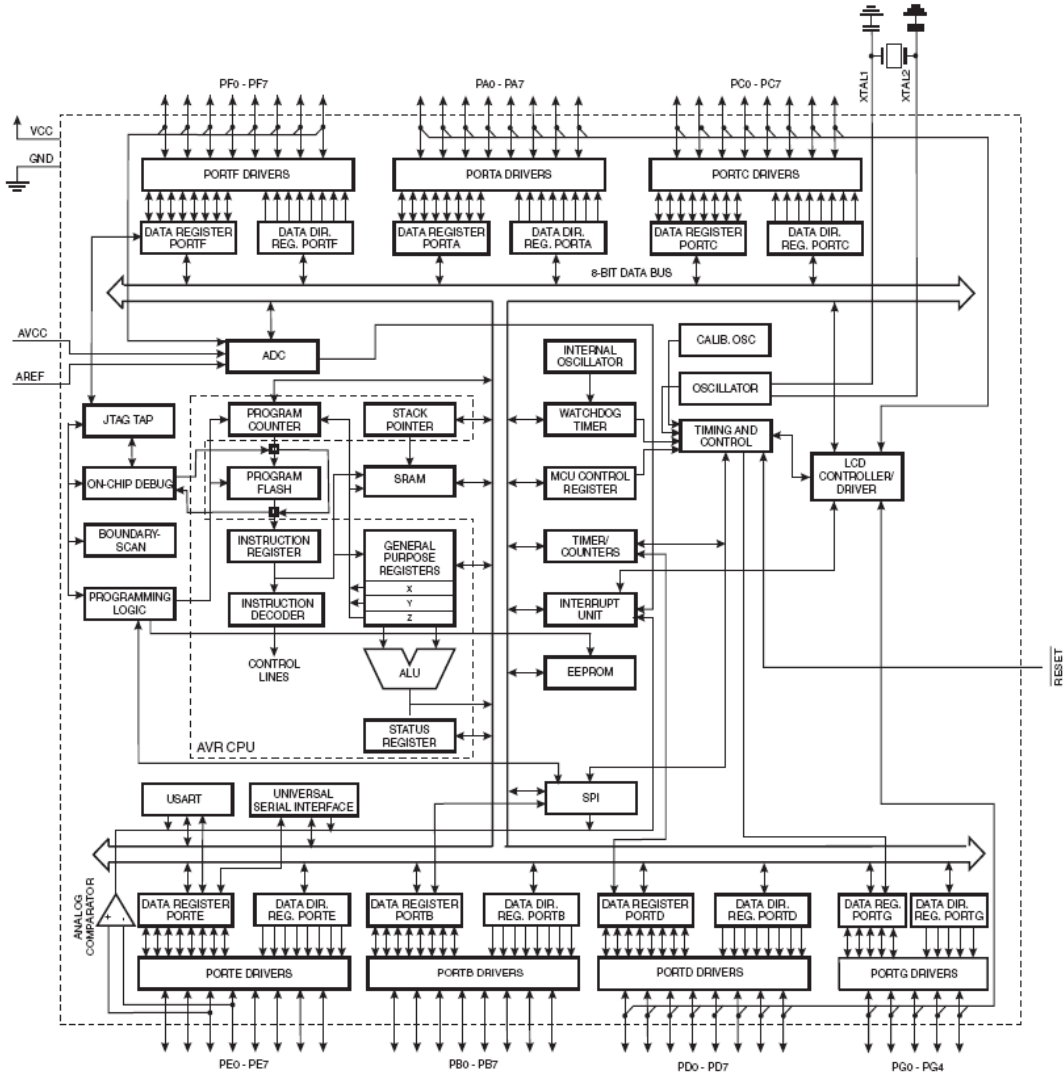 XTAL1
XTAL2
PF0 - PF7
PA0 - PA7
PC0 - PC7
VCC
GND
PORTF DRIVERS
PORTA DRIVERS
PORTC DRIVERS
DATA REGISTER
PORTF
DATA DIR.
REG. PORTF
DATA REGISTER
PORTA
DATA DIR.
REG. PORTA
DATA REGISTER
PORTC
DATA DIR.
REG. PORTC
8-BIT DATA BUS
AVCC
AREF
ADC
INTERNAL
OSCILLATOR
CALIB. OSC
OSCILLATOR
JTAG TAP
PROGRAM
COUNTER
STACK
POINTER
WATCHDOG
TIMER
TIMING AND
CONTROL
ON-CHIP DEBUG
PROGRAM
FLASH
SRAM
MCU CONTROL
REGISTER
LCD
CONTROLLER/
DRIVER
BOUNDARY-
SCAN
INSTRUCTION
REGISTER
GENERAL
PURPOSE
REGISTERS
X
Y
Z
TIMER/
COUNTERS
PROGRAMMING
LOGIC
INSTRUCTION
DECODER
INTERRUPT
UNIT
CONTROL
LINES
ALU
EEPROM
RESET
STATUS
REGISTER
AVR CPU
USART
UNIVERSAL
SERIAL INTERFACE
SPI
ANALOG
COMPARATOR
+
-
DATA REGISTER
PORTE
DATA DIR.
REG. PORTE
DATA REGISTER
PORTB
DATA DIR.
REG. PORTB
DATA REGISTER
PORTD
DATA DIR.
REG. PORTD
DATA REG.
PORTG
DATA DIR.
REG. PORTG
PORTE DRIVERS
PORTB DRIVERS
PORTD DRIVERS
PORTG DRIVERS
PE0 - PE7
PB0 - PB7
PD0 - PD7
PG0 - PG4